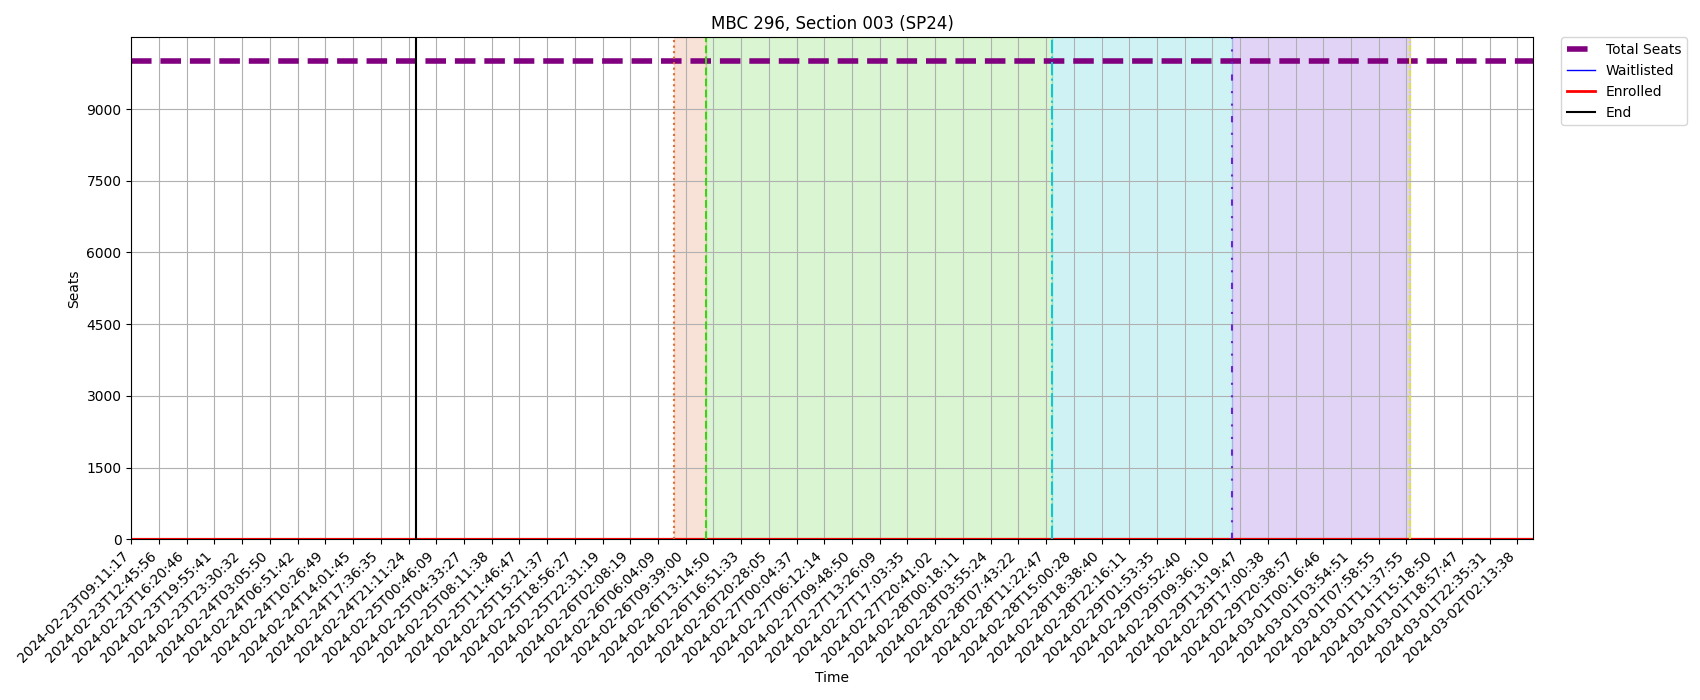 MBC 296, Section 003 (SP24)
Total Seats
Waitlisted
Enrolled
End
Seats
9000
7500
6000
4500
3000
1500
0
2024-02-23T09:11:17
2024-02-23T12:45:56
2024-02-23T16:20:46
2024-02-23T19:55:41
2024-02-23T23:30:32
2024-02-24T03:05:50
2024-02-24T06:51:42
2024-02-24T10:26:49
2024-02-24T14:01:45
2024-02-24T17:36:35
2024-02-24T21:11:24
2024-02-25T00:46:09
2024-02-25T04:33:27
2024-02-25T08:11:38
2024-02-25T11:46:47
2024-02-25T15:21:37
2024-02-25T18:56:27
2024-02-25T22:31:19
2024-02-26T02:08:19
2024-02-26T06:04:09
2024-02-26T09:39:00
2024-02-26T13:14:50
2024-02-26T16:51:33
2024-02-26T20:28:05
2024-02-27T00:04:37
2024-02-27T06:12:14
2024-02-27T09:48:50
2024-02-27T13:26:09
2024-02-27T17:03:35
2024-02-27T20:41:02
2024-02-28T00:18:11
2024-02-28T03:55:24
2024-02-28T07:43:22
2024-02-28T11:22:47
2024-02-28T15:00:28
2024-02-28T18:38:40
2024-02-28T22:16:11
2024-02-29T01:53:35
2024-02-29T05:52:40
2024-02-29T09:36:10
2024-02-29T13:19:47
2024-02-29T17:00:38
2024-02-29T20:38:57
2024-03-01T00:16:46
2024-03-01T03:54:51
2024-03-01T07:58:55
2024-03-01T11:37:55
2024-03-01T15:18:50
2024-03-01T18:57:47
2024-03-01T22:35:31
2024-03-02T02:13:38
Time